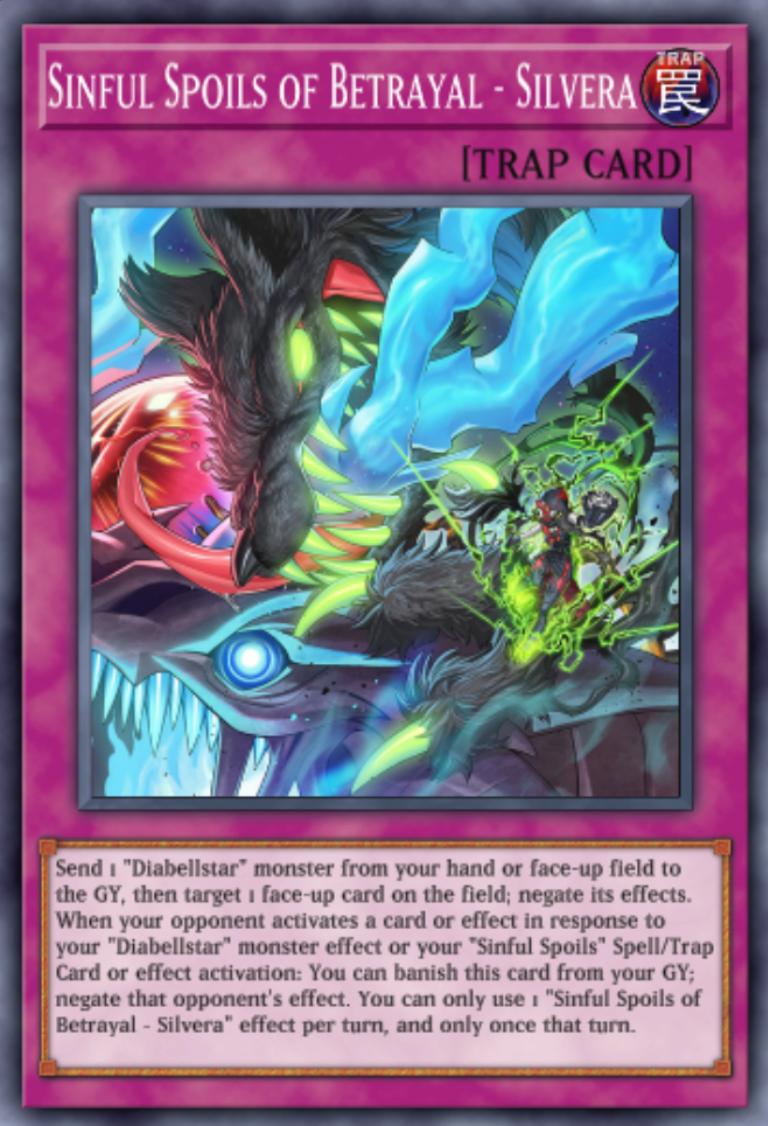 SINFUL SPOILS OF BETRAYAL - SILVERA
TRAP
罠
[TRAP CARD]
Send 1 "Diabellstar" monster from your hand or face-up field to
the GY, then target 1 face-up card on the field; negate its effects.
When your opponent activates a card or effect in response to
your "Diabellstar" monster effect or your "Sinful Spoils" Spell/Trap
Card or effect activation: You can banish this card from your GY;
negate that opponent's effect. You can only use 1 "Sinful Spoils of
Betrayal - Silvera" effect per turn, and only once that turn.